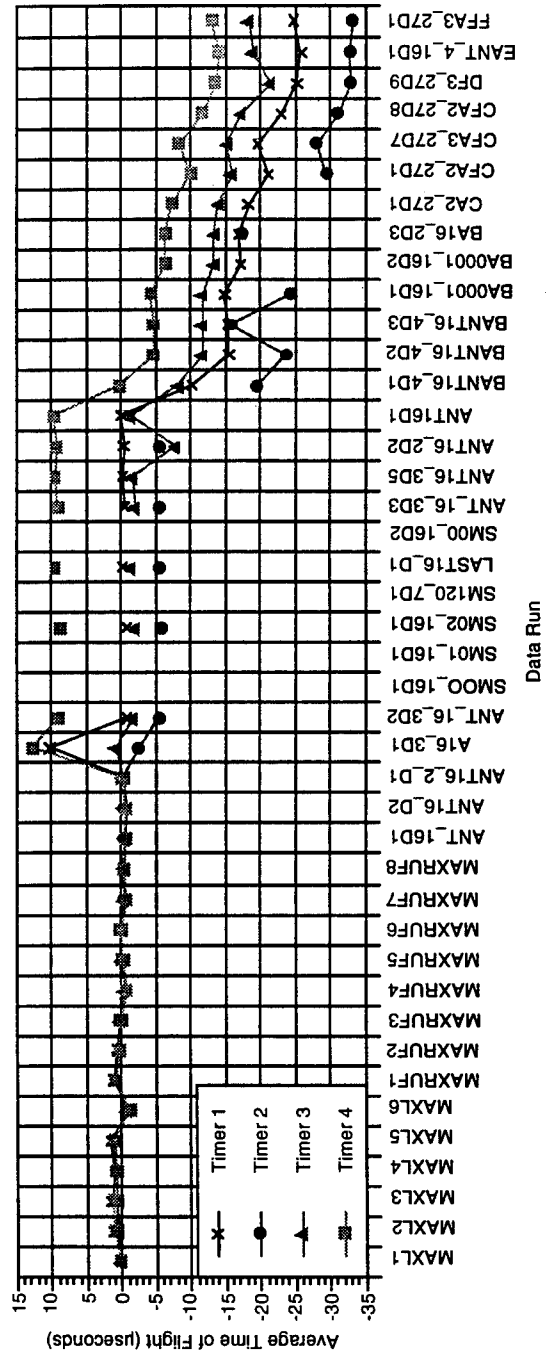 Average Time of Flight (µseconds)
15
10
5
0
-5
-10
-15
-20
-25
-30
-35
Timer 1
Timer 2
Timer 3
Timer 4
MAXL1
MAXL2
MAXL3
MAXL4
MAXL5
MAXL6
MAXRUF1
MAXRUF2
MAXRUF3
MAXRUF4
MAXRUF5
MAXRUF6
MAXRUF7
MAXRUF8
ANT_16D1
ANT16_D2
ANT16_2_D1
A16_3D1
ANT_16_3D2
SMOO_16D1
SM01_16D1
SM02_16D1
SM120_7D1
LAST16_D1
SM00_16D2
ANT_16_3D3
ANT16_3D5
ANT16_2D2
ANT16D1
BANT16_4D1
BANT16_4D2
BANT16_4D3
BA0001_16D1
BA0001_16D2
BA16_2D3
CA2_27D1
CFA2_27D1
CFA3_27D7
CFA2_27D8
DF3_27D9
EANT_4_16D1
FFA3_27D1
Data Run